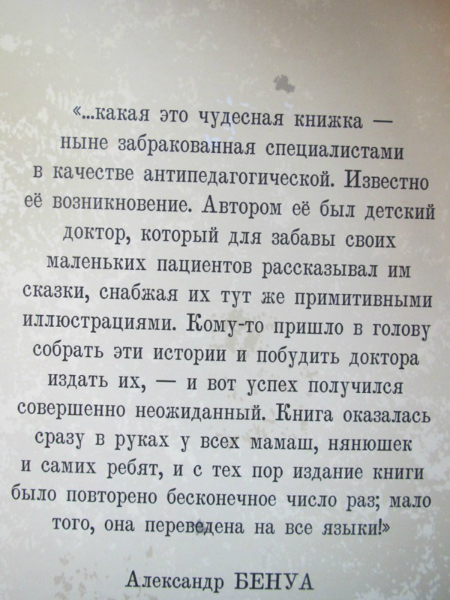 «...какая это чудесная книжка —
ныне забракованная специалистами
в качестве антипедагогической. Известно
её возникновение. Автором её был детский
доктор, который для забавы своих
маленьких пациентов рассказывал им
сказки, снабжая их тут же примитивными
иллюстрациями. Кому-то пришло в голову
собрать эти истории и побудить доктора
издать их, — и вот успех получился
совершенно неожиданный. Книга оказалась
сразу в руках у всех мамаш, нянюшек
и самих ребят, и с тех пор издание книги
было повторено бесконечное число раз; мало
того, она переведена на все языки!»
Александр БЕНУА